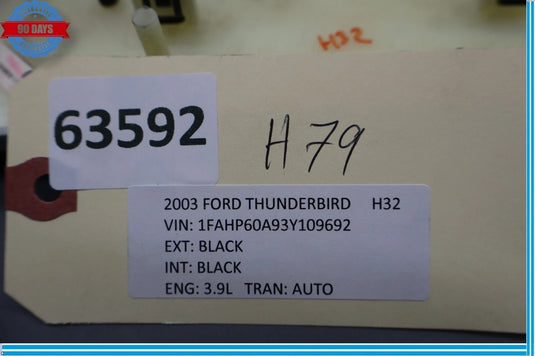 90 DAYS
H32
63592
H79
2003 FORD THUNDERBIRD H32
VIN: 1FAHP60A93Y109692
EXT: BLACK
INT: BLACK
ENG: 3.9L TRAN: AUTO